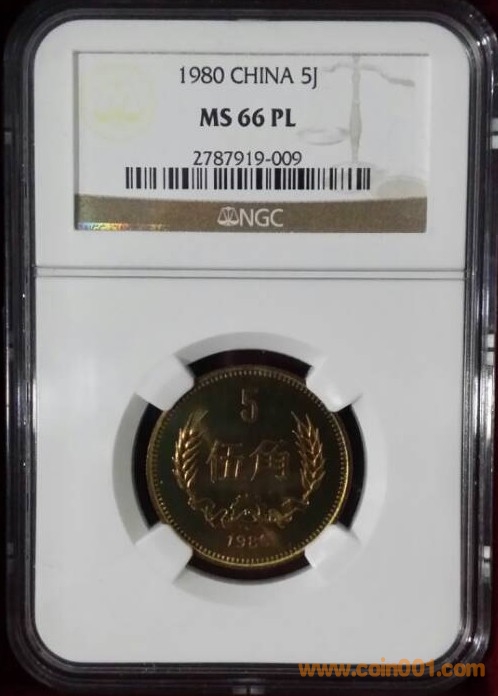 1980 CHINA 5J
MS 66 PL
2787919-009
NGC
5
伍角
www.coin001.com